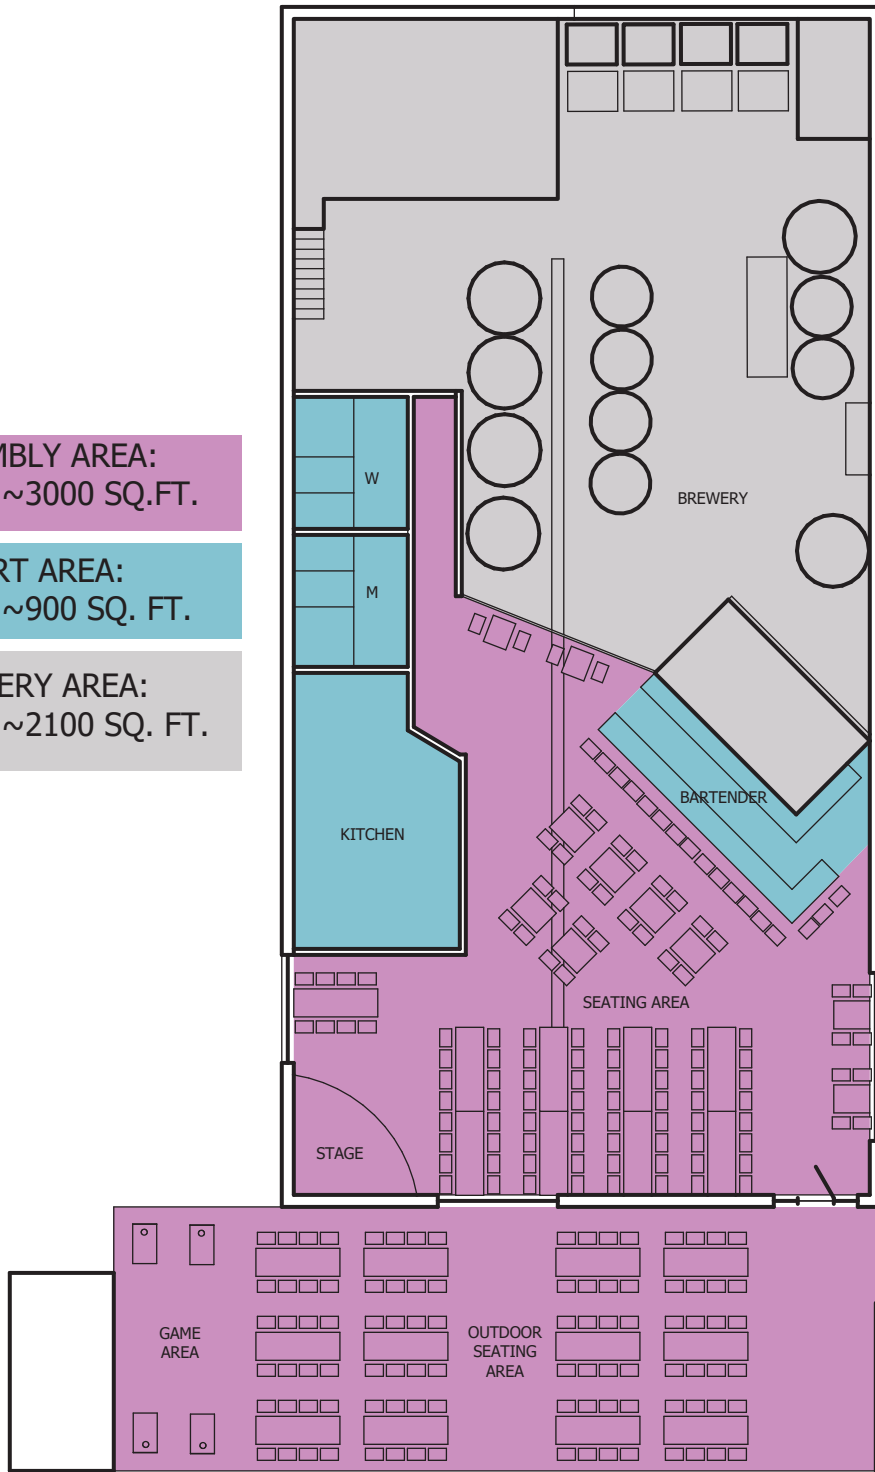 MBLY AREA:
~3000 SQ.FT.
RT AREA:
~900 SQ. FT.
ERY AREA:
~2100 SQ. FT.
W
M
BREWERY
BARTENDER
KITCHEN
SEATING AREA
STAGE
GAME
AREA
OUTDOOR
SEATING
AREA